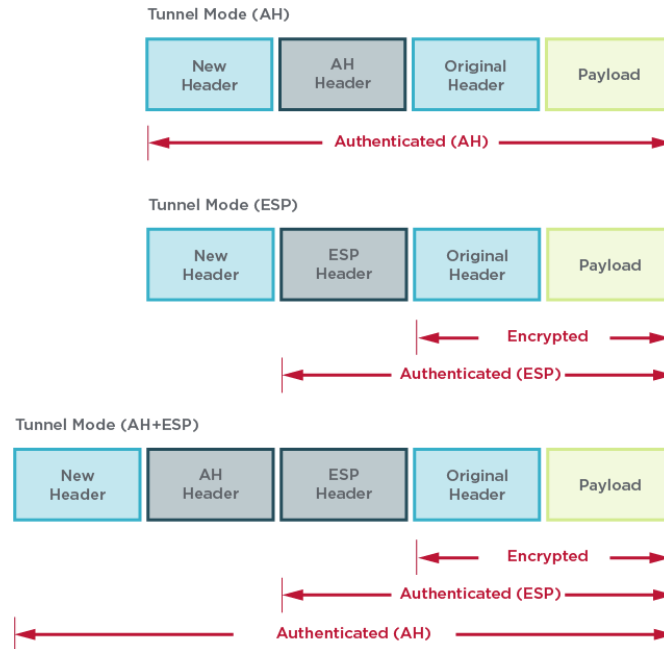 Tunnel Mode (AH)
New
Header
AH
Header
Original
Header
Payload
Authenticated (AH)
Tunnel Mode (ESP)
New
Header
ESP
Header
Original
Header
Payload
Encrypted
Authenticated (ESP)
Tunnel Mode (AH+ESP)
New
Header
AH
Header
ESP
Header
Original
Header
Payload
Encrypted
Authenticated (ESP)
Authenticated (AH)